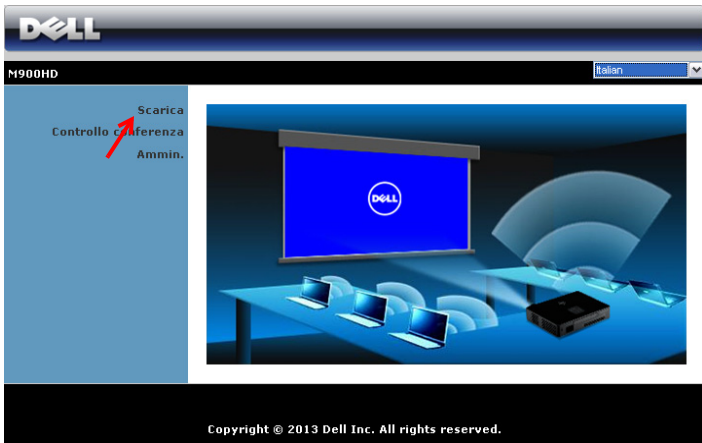 DELL
M900HD
Italian
Scarica
Controllo conferenza
Ammin.
DELL
Copyright © 2013 Dell Inc. All rights reserved.